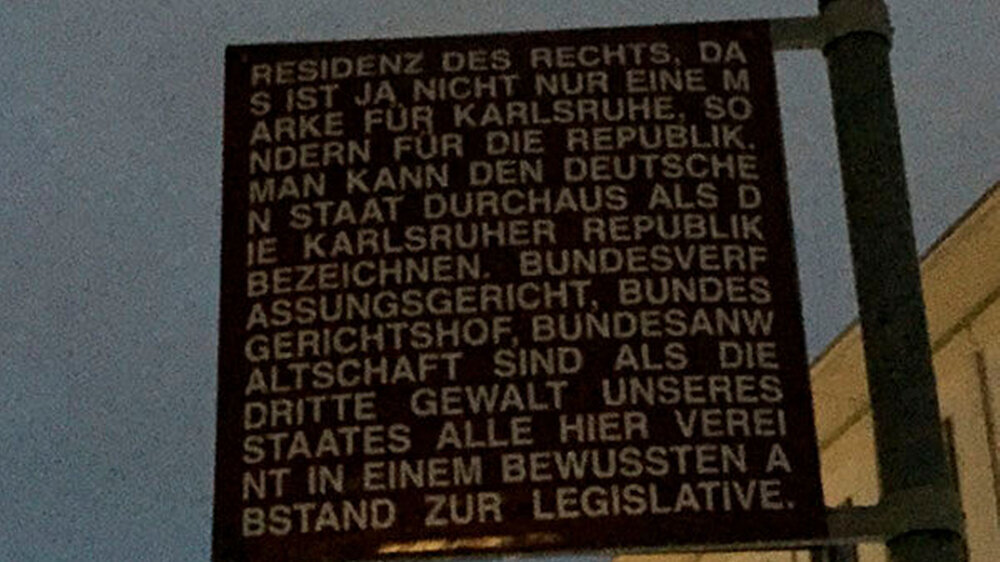 RESIDENZ DES RECHTS, DA
S IST JA NICHT NUR EINE M
ARKE FÜR KARLSRUHE, SO
NDERN FÜR DIE REPUBLIK.
MAN KANN DEN DEUTSCHE
N STAAT DURCHAUS ALS D
IE KARLSRUHER REPUBLIK
BEZEICHNEN. BUNDESVERF
ASSUNGSGERICHT, BUNDES
GERICHTSHOF, BUNDESANW
ALTSCHAFT SIND ALS DIE
DRITTE GEWALT UNSERES
STAATES ALLE HIER VEREI
NT IN EINEM BEWUSSTEN A
BSTAND ZUR LEGISLATIVE.